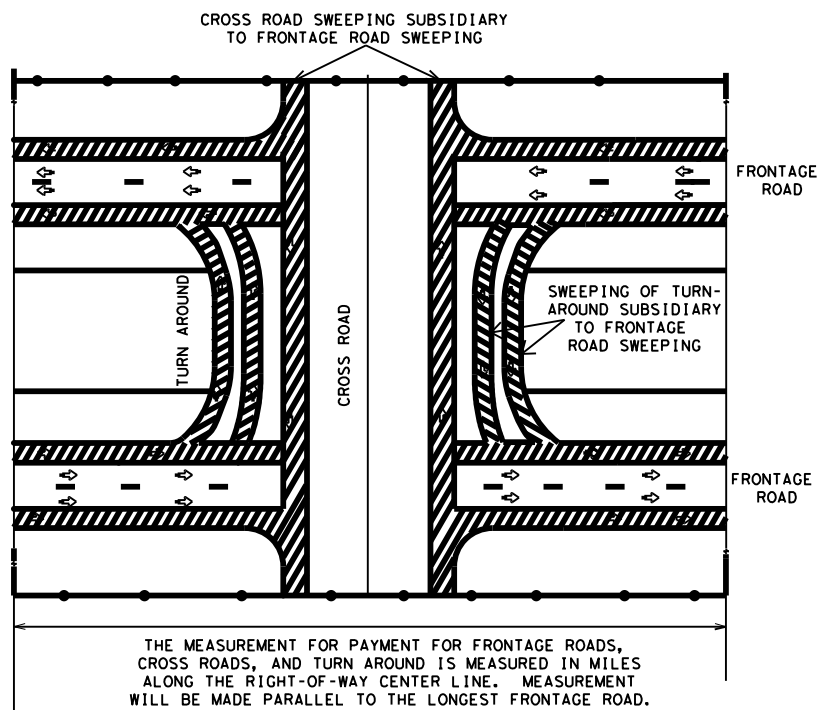 CROSS ROAD SWEEPING SUBSIDIARY
TO FRONTAGE ROAD SWEEPING
FRONTAGE
ROAD
TURN AROUND
CROSS ROAD
SWEEPING OF TURN-
AROUND SUBSIDIARY
TO FRONTAGE
ROAD SWEEPING
FRONTAGE
ROAD
THE MEASUREMENT FOR PAYMENT FOR FRONTAGE ROADS,
CROSS ROADS, AND TURN AROUND IS MEASURED IN MILES
ALONG THE RIGHT-OF-WAY CENTER LINE. MEASUREMENT
WILL BE MADE PARALLEL TO THE LONGEST FRONTAGE ROAD.